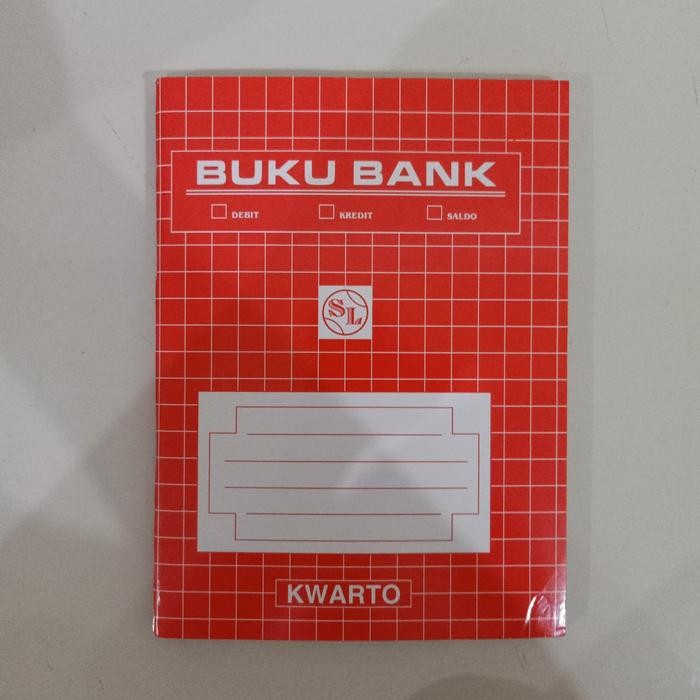 BUKU BANK
DEBIT KREDIT SALDO
SL
KWARTO